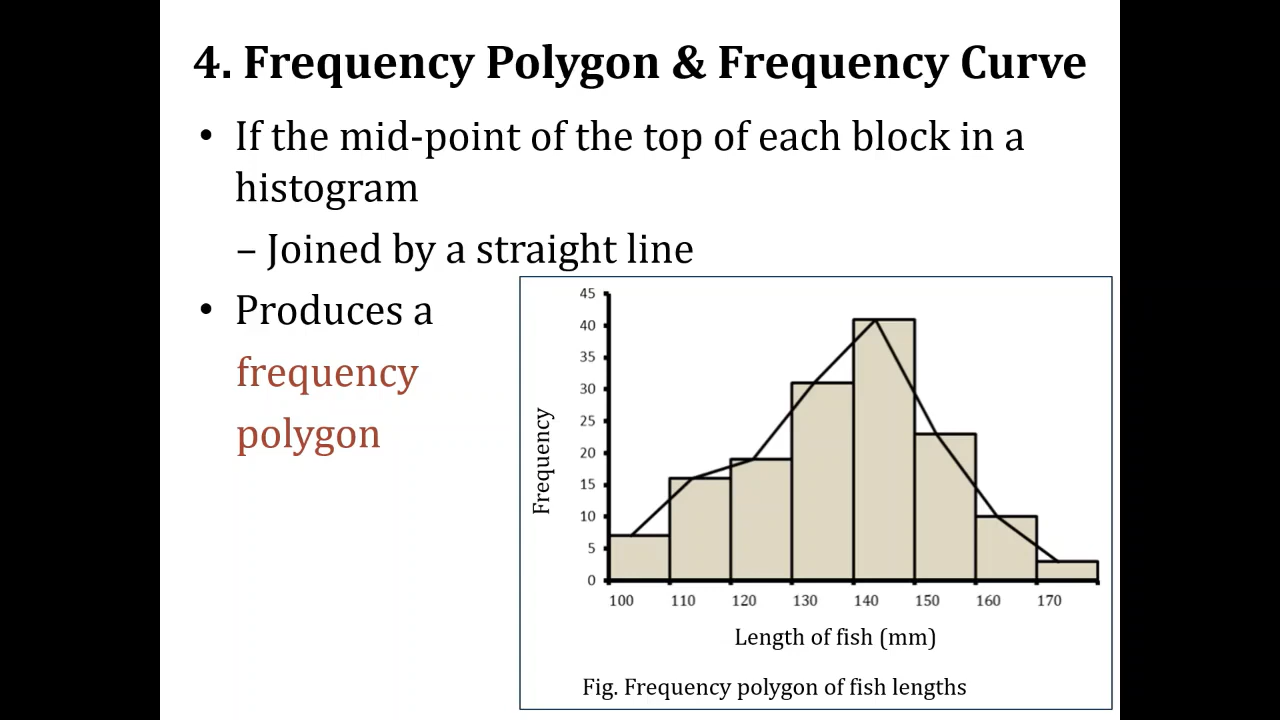 4. Frequency Polygon & Frequency Curve
• If the mid-point of the top of each block in a
histogram
– Joined by a straight line
• Produces a
frequency
polygon
45
40
35
30
25
20
15
10
5
0
Frequency
100 110 120 130 140 150 160 170
Length of fish (mm)
Fig. Frequency polygon of fish lengths